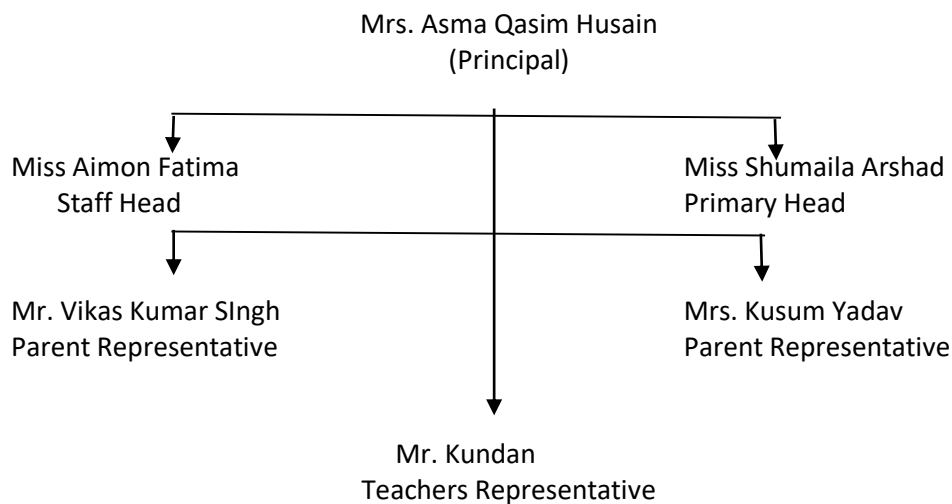 Mrs. Asma Qasim Husain
(Principal)
Miss Aimon Fatima
Staff Head
Miss Shumaila Arshad
Primary Head
Mr. Vikas Kumar SIngh
Parent Representative
Mrs. Kusum Yadav
Parent Representative
Mr. Kundan
Teachers Representative